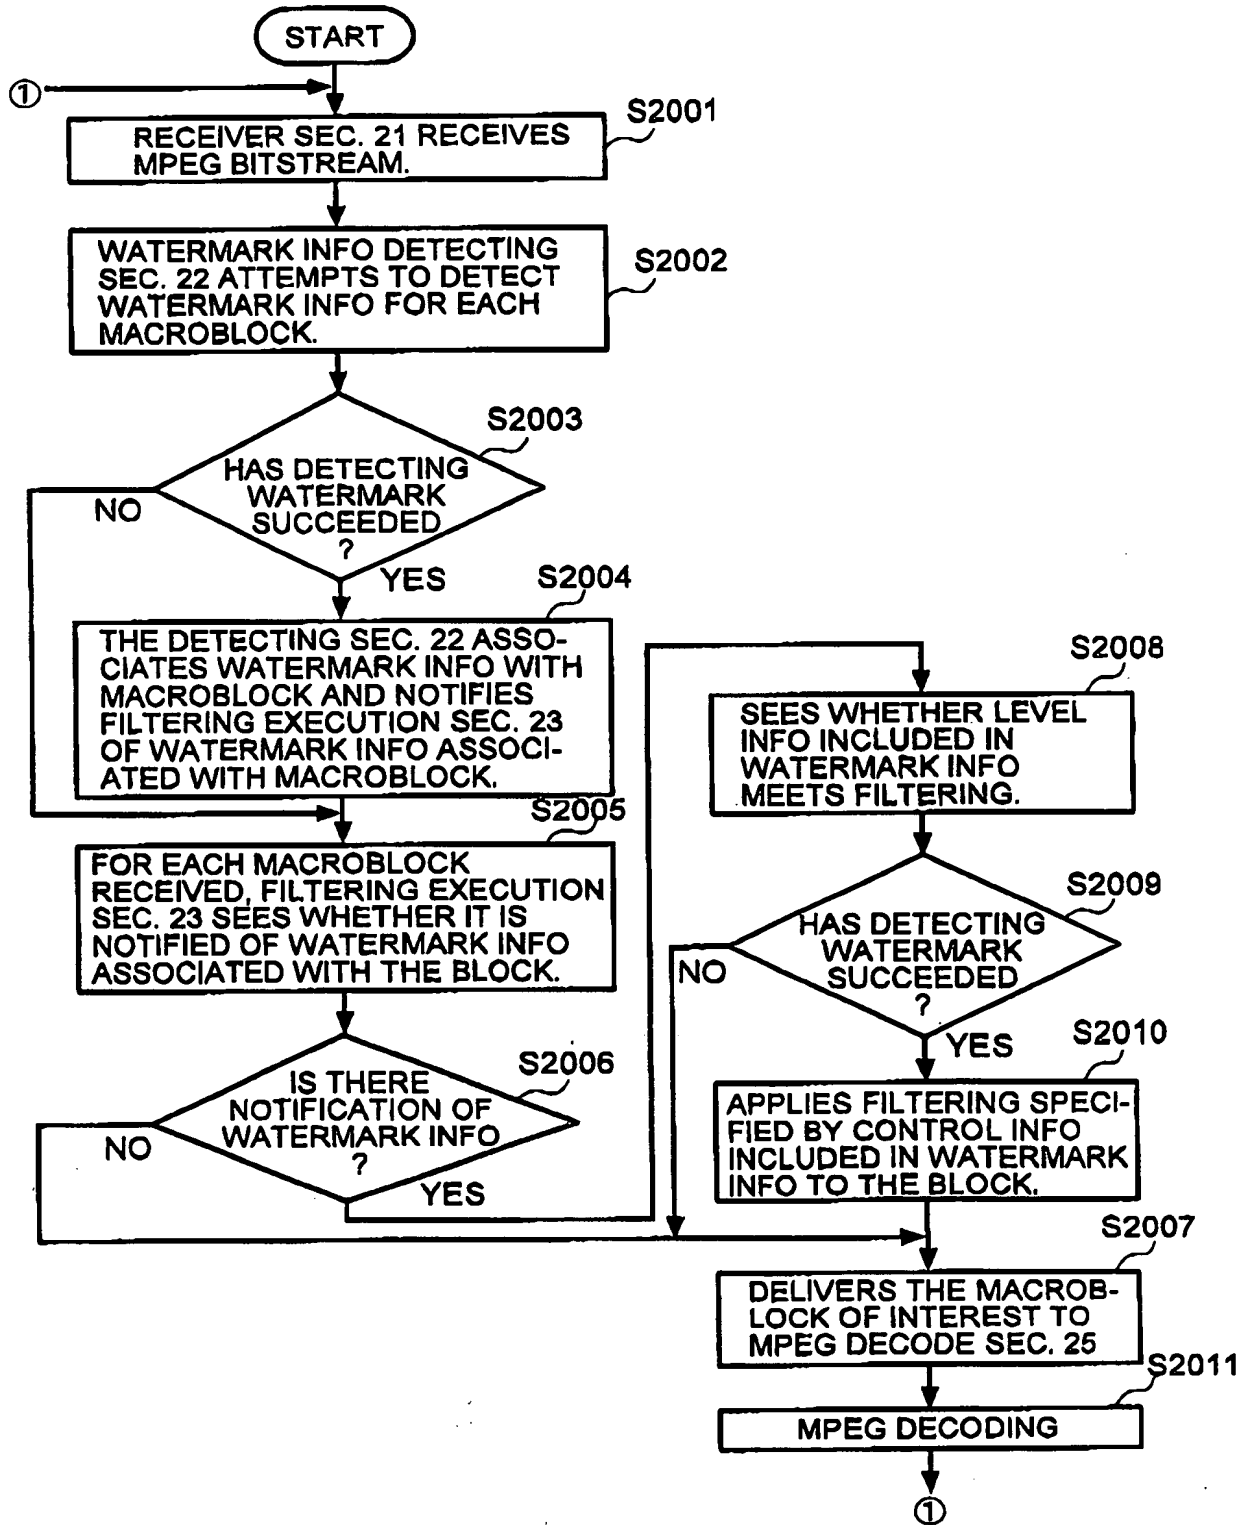 START
①
S2001
RECEIVER SEC. 21 RECEIVES
MPEG BITSTREAM.
S2002
WATERMARK INFO DETECTING
SEC. 22 ATTEMPTS TO DETECT
WATERMARK INFO FOR EACH
MACROBLOCK.
S2003
HAS DETECTING
WATERMARK
SUCCEEDED
?
NO
YES
S2004
THE DETECTING SEC. 22 ASSO-
CIATES WATERMARK INFO WITH
MACROBLOCK AND NOTIFIES
FILTERING EXECUTION SEC. 23
OF WATERMARK INFO ASSOCI-
ATED WITH MACROBLOCK.
S2005
FOR EACH MACROBLOCK
RECEIVED, FILTERING EXECUTION
SEC. 23 SEES WHETHER IT IS
NOTIFIED OF WATERMARK INFO
ASSOCIATED WITH THE BLOCK.
S2006
IS THERE
NOTIFICATION OF
WATERMARK INFO
?
NO
YES
S2008
SEES WHETHER LEVEL
INFO INCLUDED IN
WATERMARK INFO
MEETS FILTERING.
S2009
HAS DETECTING
WATERMARK
SUCCEEDED
?
NO
YES
S2010
APPLIES FILTERING SPECI-
FIED BY CONTROL INFO
INCLUDED IN WATERMARK
INFO TO THE BLOCK.
S2007
DELIVERS THE MACROB-
LOCK OF INTEREST TO
MPEG DECODE SEC. 25
S2011
MPEG DECODING
①